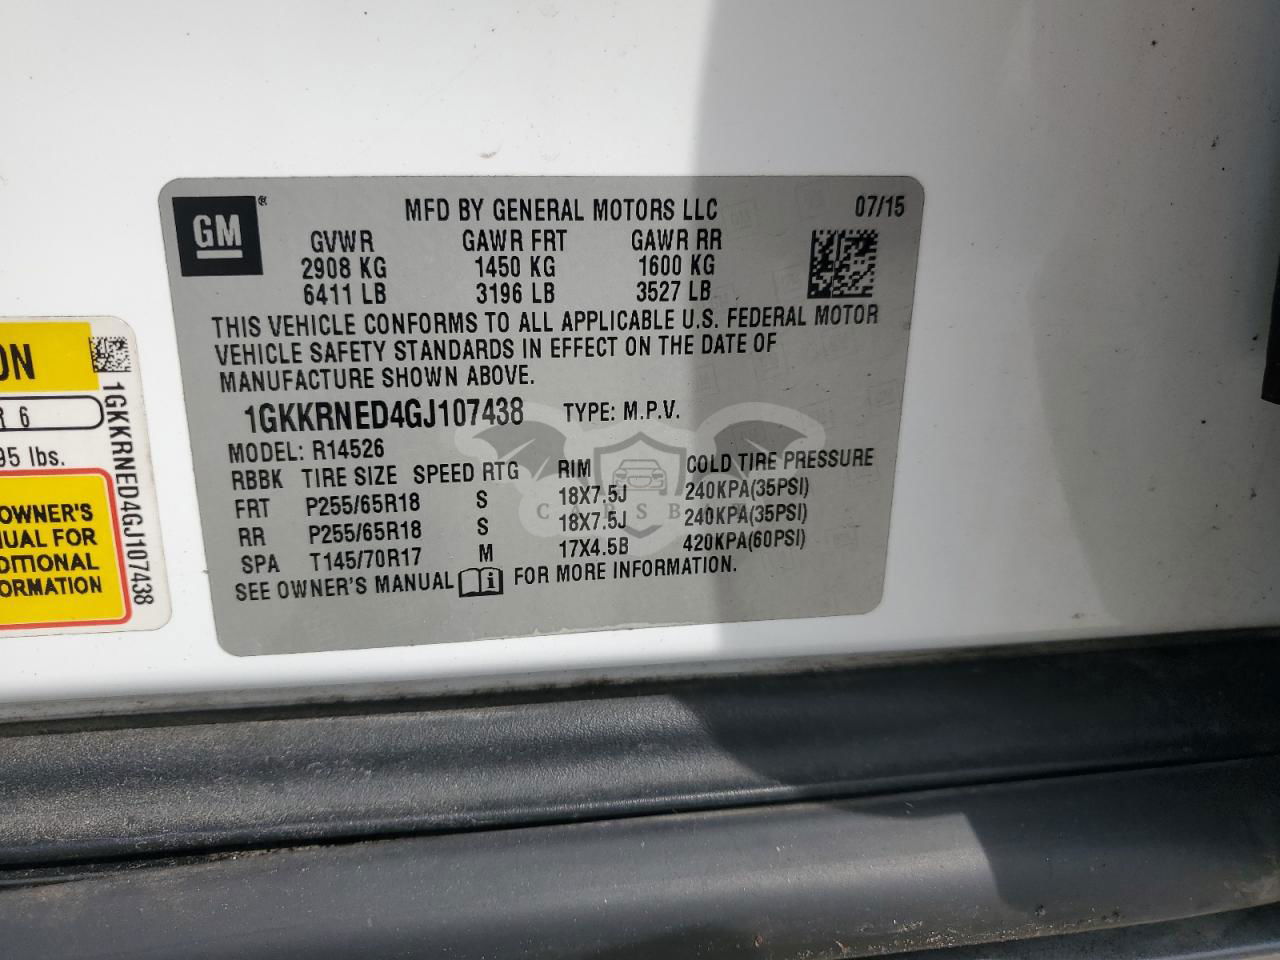 GM ®
MFD BY GENERAL MOTORS LLC 07/15
GVWR GAWR FRT GAWR RR
2908 KG 1450 KG 1600 KG
6411 LB 3196 LB 3527 LB
THIS VEHICLE CONFORMS TO ALL APPLICABLE U.S. FEDERAL MOTOR
VEHICLE SAFETY STANDARDS IN EFFECT ON THE DATE OF
MANUFACTURE SHOWN ABOVE.
1GKKRNED4GJ107438 TYPE: M.P.V.
MODEL: R14526
RBBK TIRE SIZE SPEED RTG RIM COLD TIRE PRESSURE
FRT P255/65R18 S 18X7.5J 240KPA(35PSI)
RR P255/65R18 S 18X7.5J 240KPA(35PSI)
SPA T145/70R17 M 17X4.5B 420KPA(60PSI)
SEE OWNER'S MANUAL i FOR MORE INFORMATION.
ON
R 6
95 lbs.
OWNER'S
UAL FOR
DITIONAL
ORMATION
1GKKRNED4GJ107438